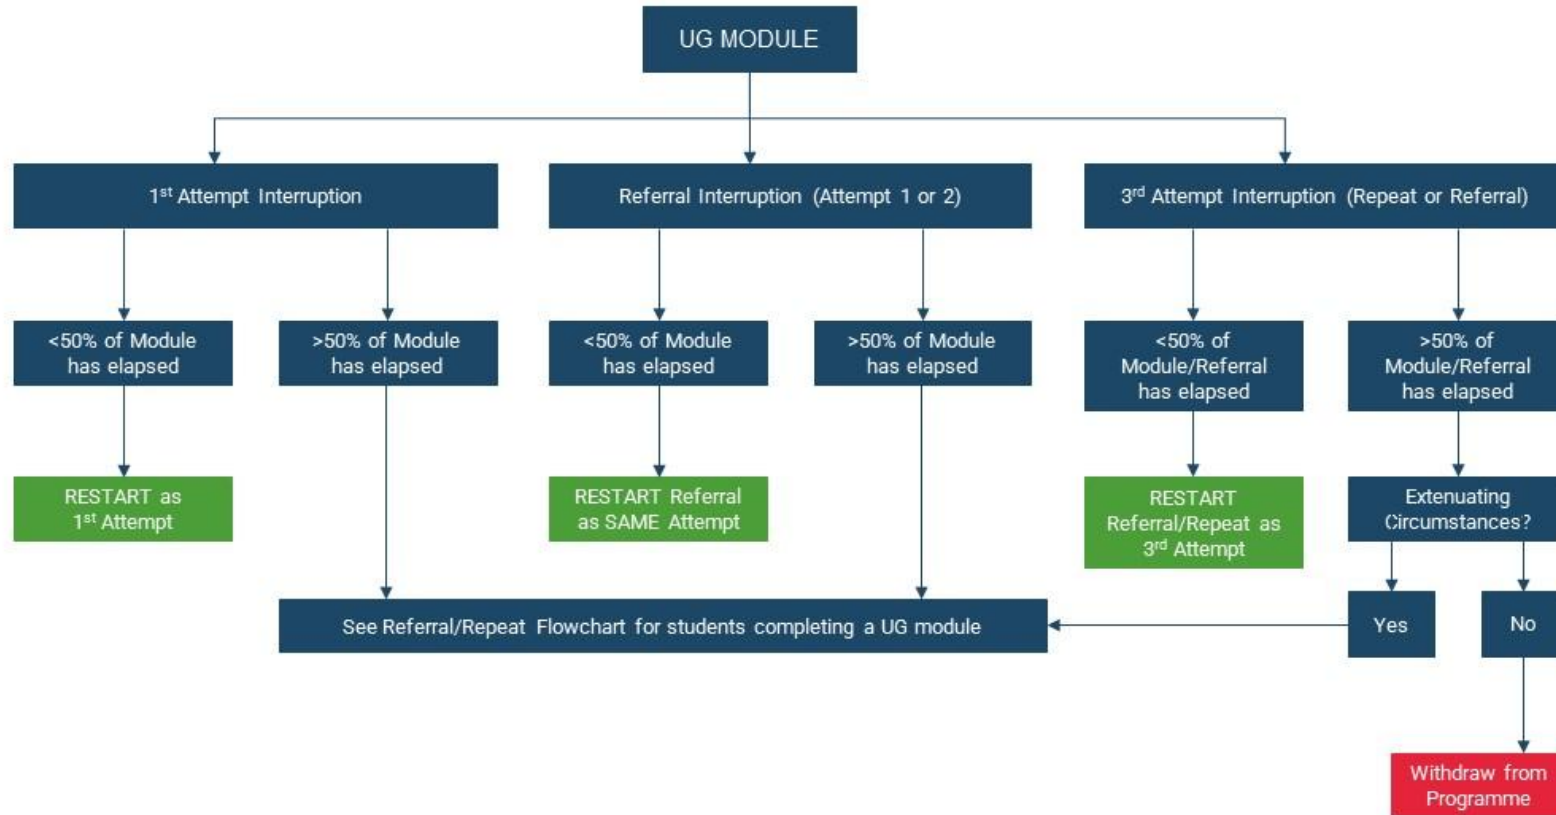 UG MODULE
1st Attempt Interruption
Referral Interruption (Attempt 1 or 2)
3rd Attempt Interruption (Repeat or Referral)
<50% of Module
has elapsed
>50% of Module
has elapsed
<50% of Module
has elapsed
>50% of Module
has elapsed
<50% of
Module/Referral
has elapsed
>50% of
Module/Referral
has elapsed
RESTART as
1st Attempt
RESTART Referral
as SAME Attempt
RESTART
Referral/Repeat as
3rd Attempt
Extenuating
Circumstances?
See Referral/Repeat Flowchart for students completing a UG module
Yes
No
Withdraw from
Programme